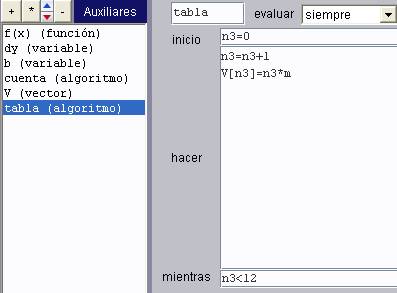 + * - Auxiliares
f(x) (función)
dy (variable)
b (variable)
cuenta (algoritmo)
V (vector)
tabla (algoritmo)
tabla evaluar siempre
inicio n3=0
hacer n3=n3+1
V[n3]=n3*m
mientras n3<12